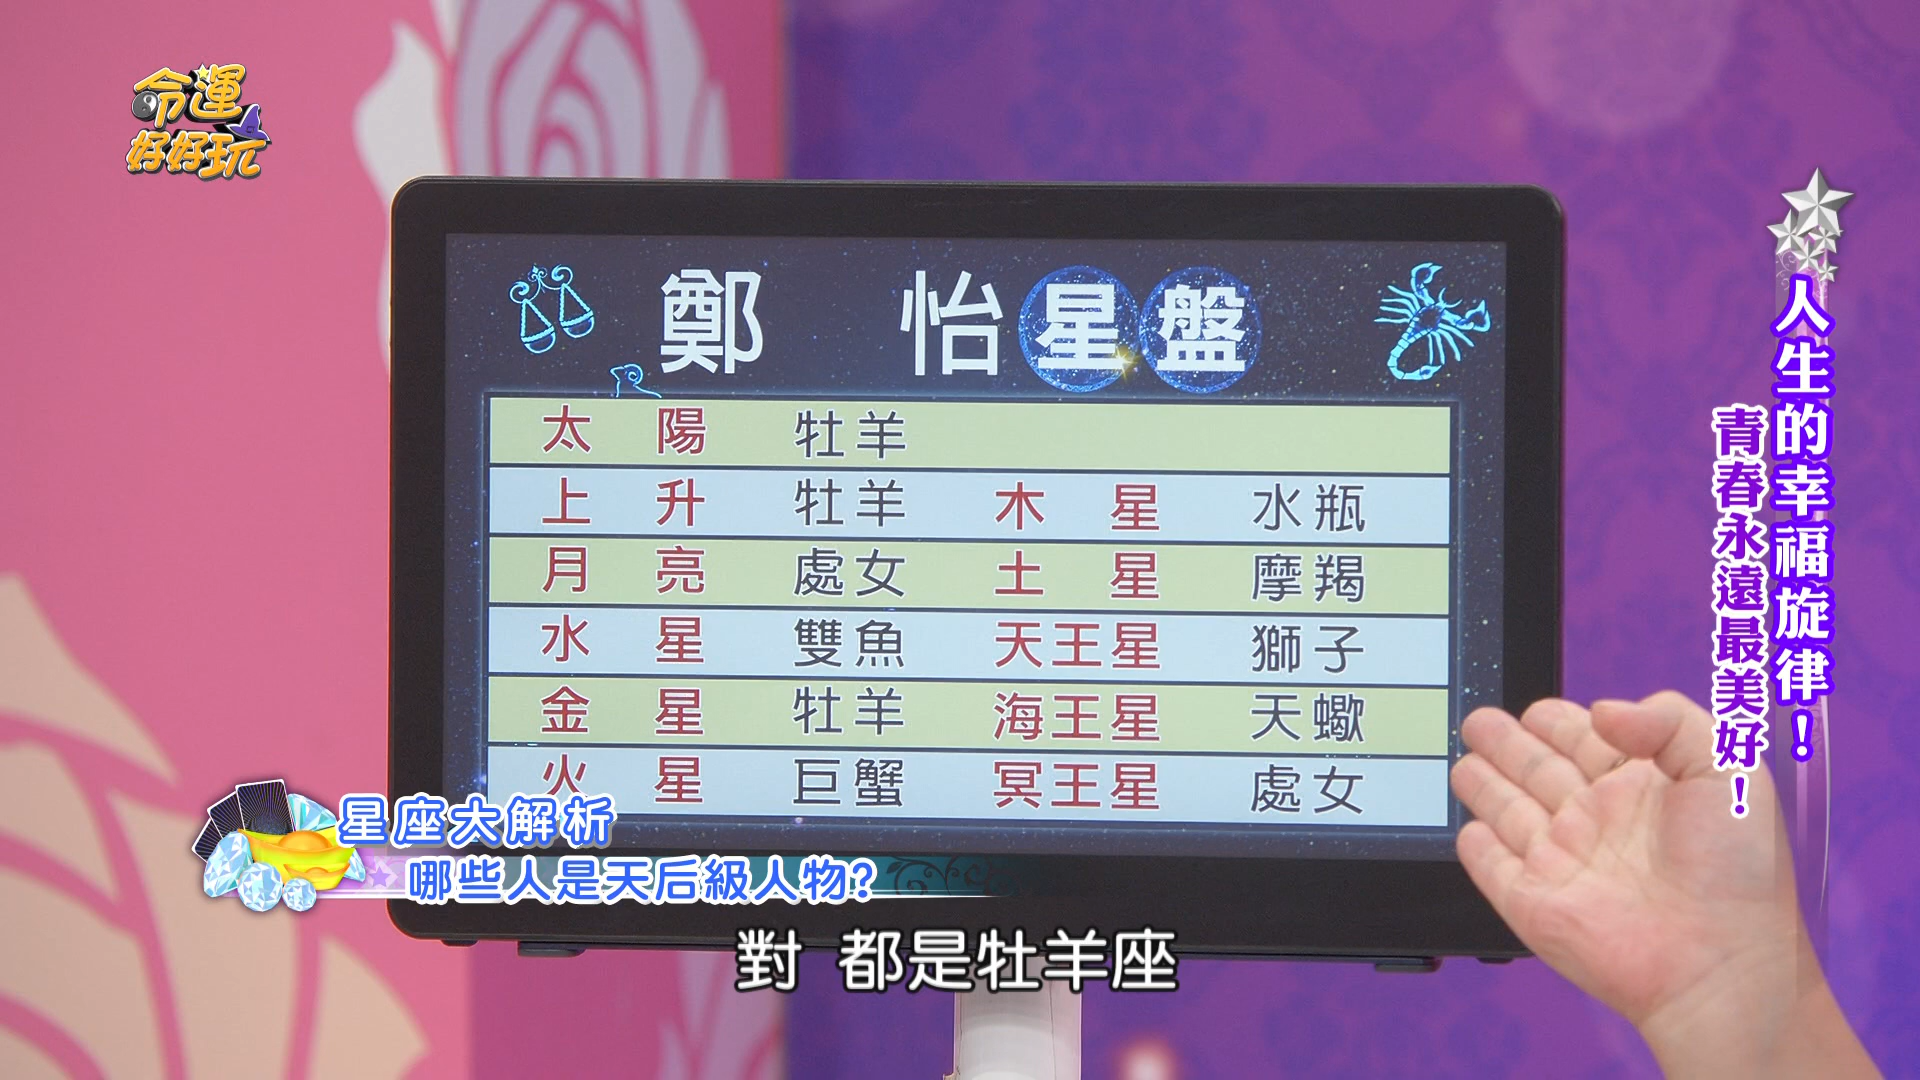 命運
好好玩
人生的幸福旋律！
青春永遠最美好！
鄭怡星盤
太陽 牡羊
上升 牡羊 木星 水瓶
月亮 處女 土星 摩羯
水星 雙魚 天王星 獅子
金星 牡羊 海王星 天蠍
火星 巨蟹 冥王星 處女
星座大解析
哪些人是天后級人物?
對 都是牡羊座